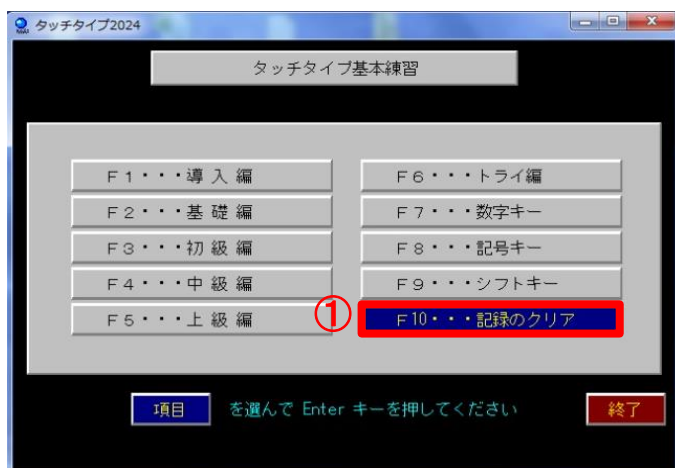 タッチタイプ2024
タッチタイプ基本練習
F1・・・導 入 編
F6・・・トライ編
F2・・・基 礎 編
F7・・・数字キー
F3・・・初 級 編
F8・・・記号キー
F4・・・中 級 編
F9・・・シフトキー
F5・・・上 級 編
① F10・・・記録のクリア
項目 を選んで Enter キーを押してください 終了